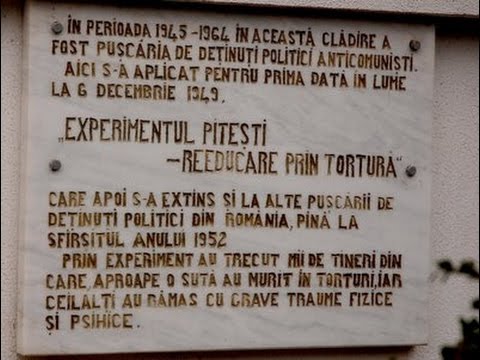 ÎN PERIOADA 1945-1964 ÎN ACEASTĂ CLĂDIRE A
FOST PUŞCĂRIA DE DEŢINUŢI POLITICI ANTICOMUNIŞTI.
AICI S-A APLICAT PENTRU PRIMA DATĂ ÎN LUME
LA 6 DECEMBRIE 1949.
„EXPERIMENTUL PITEŞTI
-REEDUCARE PRIN TORTURĂ“
CARE APOI S-A EXTINS ŞI LA ALTE PUŞCĂRII DE
DEŢINUŢI POLITICI DIN ROMÂNIA, PÎNĂ LA
SFÎRŞITUL ANULUI 1952
PRIN EXPERIMENT AU TRECUT MII DE TINERI DIN
CARE, APROAPE O SUTĂ AU MURIT ÎN TORTURI, IAR
CEILALŢI AU RĂMAS CU GRAVE TRAUME FIZICE
ŞI PSIHICE.